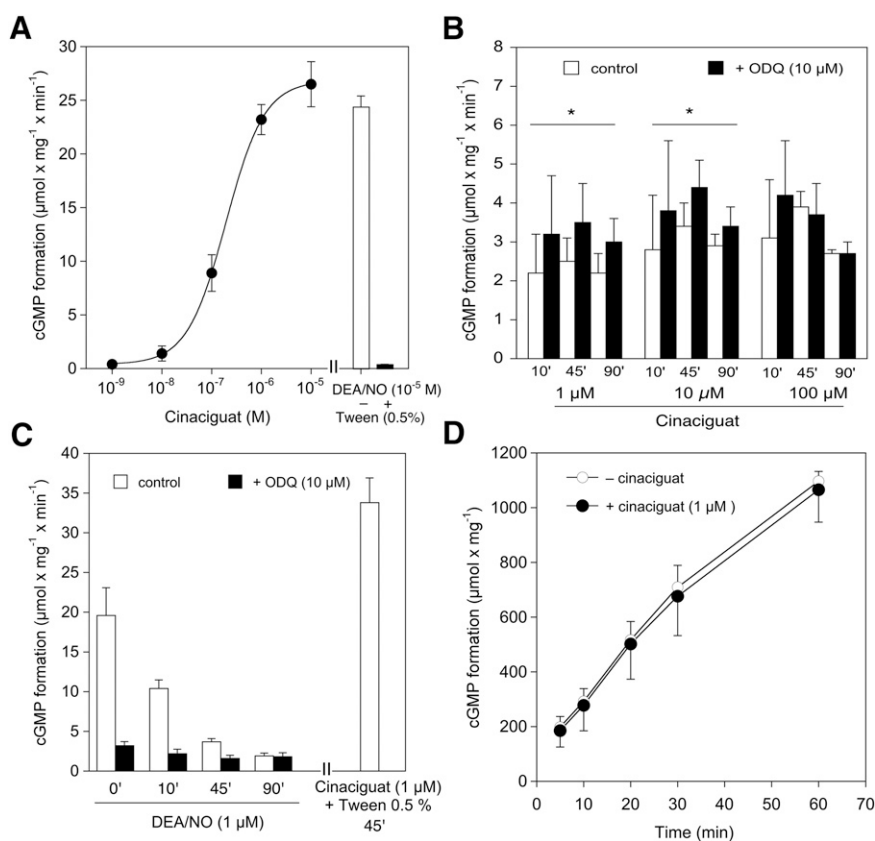 A
cGMP formation (µmol x mg⁻¹ x min⁻¹)
30
25
20
15
10
5
0
10⁻⁹ 10⁻⁸ 10⁻⁷ 10⁻⁶ 10⁻⁵
Cinaciguat (M)
DEA/NO (10⁻⁵ M)
– +
Tween (0.5%)
B
control + ODQ (10 µM)
cGMP formation (µmol x mg⁻¹ x min⁻¹)
8
7
6
5
4
3
2
1
0
* *
10' 45' 90' 10' 45' 90' 10' 45' 90'
1 µM 10 µM 100 µM
Cinaciguat
C
control + ODQ (10 µM)
cGMP formation (µmol x mg⁻¹ x min⁻¹)
40
35
30
25
20
15
10
5
0
0' 10' 45' 90'
DEA/NO (1 µM)
Cinaciguat (1 µM)
+ Tween 0.5 %
45'
D
– cinaciguat
+ cinaciguat (1 µM )
cGMP formation (µmol x mg⁻¹)
1200
1000
800
600
400
200
0
0 10 20 30 40 50 60 70
Time (min)